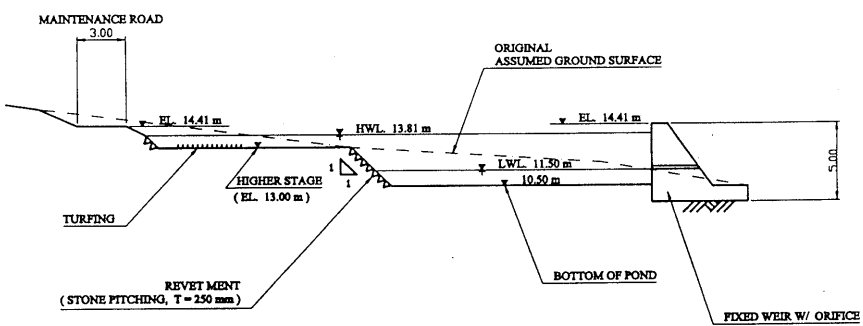 MAINTENANCE ROAD
3.00
ORIGINAL
ASSUMED GROUND SURFACE
EL. 14.41 m
HWL. 13.81 m
EL. 14.41 m
LWL. 11.50 m
10.50 m
5.00
1
1
HIGHER STAGE
( EL. 13.00 m )
TURFING
REVET MENT
( STONE PITCHING, T = 250 mm )
BOTTOM OF POND
FIXED WEIR W/ ORIFICE